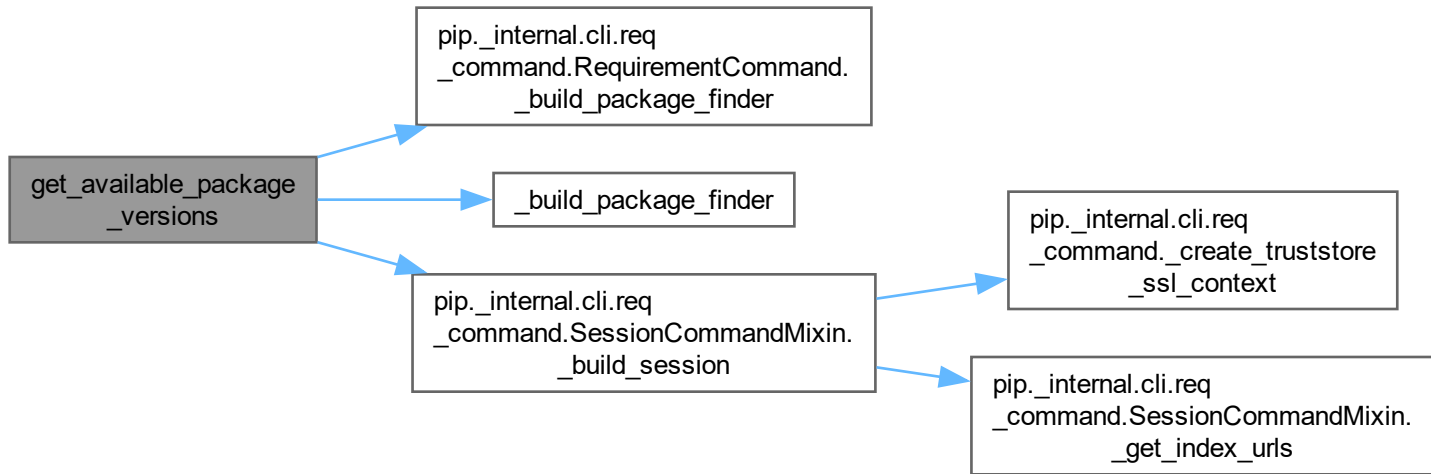 pip._internal.cli.req
_command.RequirementCommand.
_build_package_finder
get_available_package
_versions
_build_package_finder
pip._internal.cli.req
_command.SessionCommandMixin.
_build_session
pip._internal.cli.req
_command._create_truststore
_ssl_context
pip._internal.cli.req
_command.SessionCommandMixin.
_get_index_urls